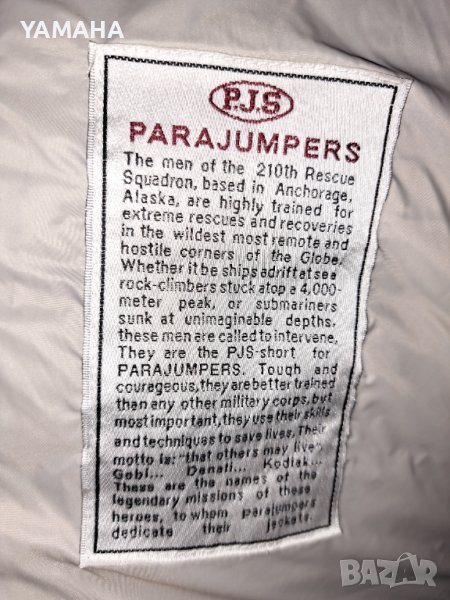 YAMAHA
P.J.S
PARAJUMPERS
The men of the 210th Rescue
Squadron, based in Anchorage,
Alaska, are highly trained for
extreme rescues and recoveries
in the wildest most remote and
hostile corners of the Globe.
Whether it be ships adrift at sea
rock-climbers stuck atop a 4,000-
meter peak, or submariners
sunk at unimaginable depths.
these men are called to intervene.
They are the PJS-short for
PARAJUMPERS. Tough and
courageous, they are better trained
than any other military corps, but
most important, they use their skills
and techniques to save lives. Their
motto is: "that others may live"
Gobi... Denali... Kodiak...
These are the names of the
legendary missions of these
heroes, to whom Parajumpers
dedicate their jackets.
BAZAR